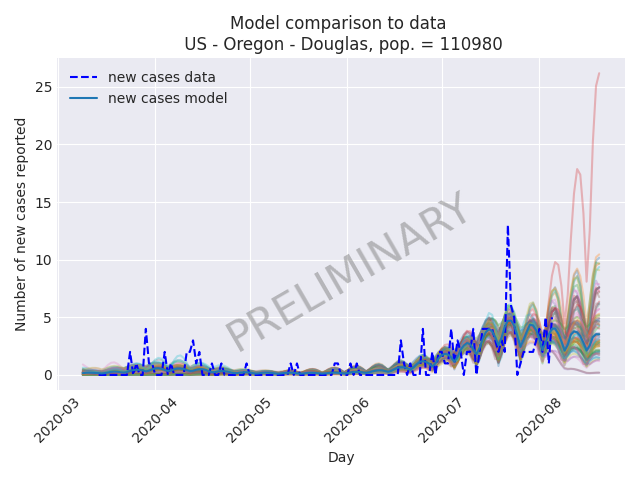 Model comparison to data
US - Oregon - Douglas, pop. = 110980
new cases data
new cases model
Number of new cases reported
25
20
15
10
5
0
PRELIMINARY
2020-03
2020-04
2020-05
2020-06
2020-07
2020-08
Day